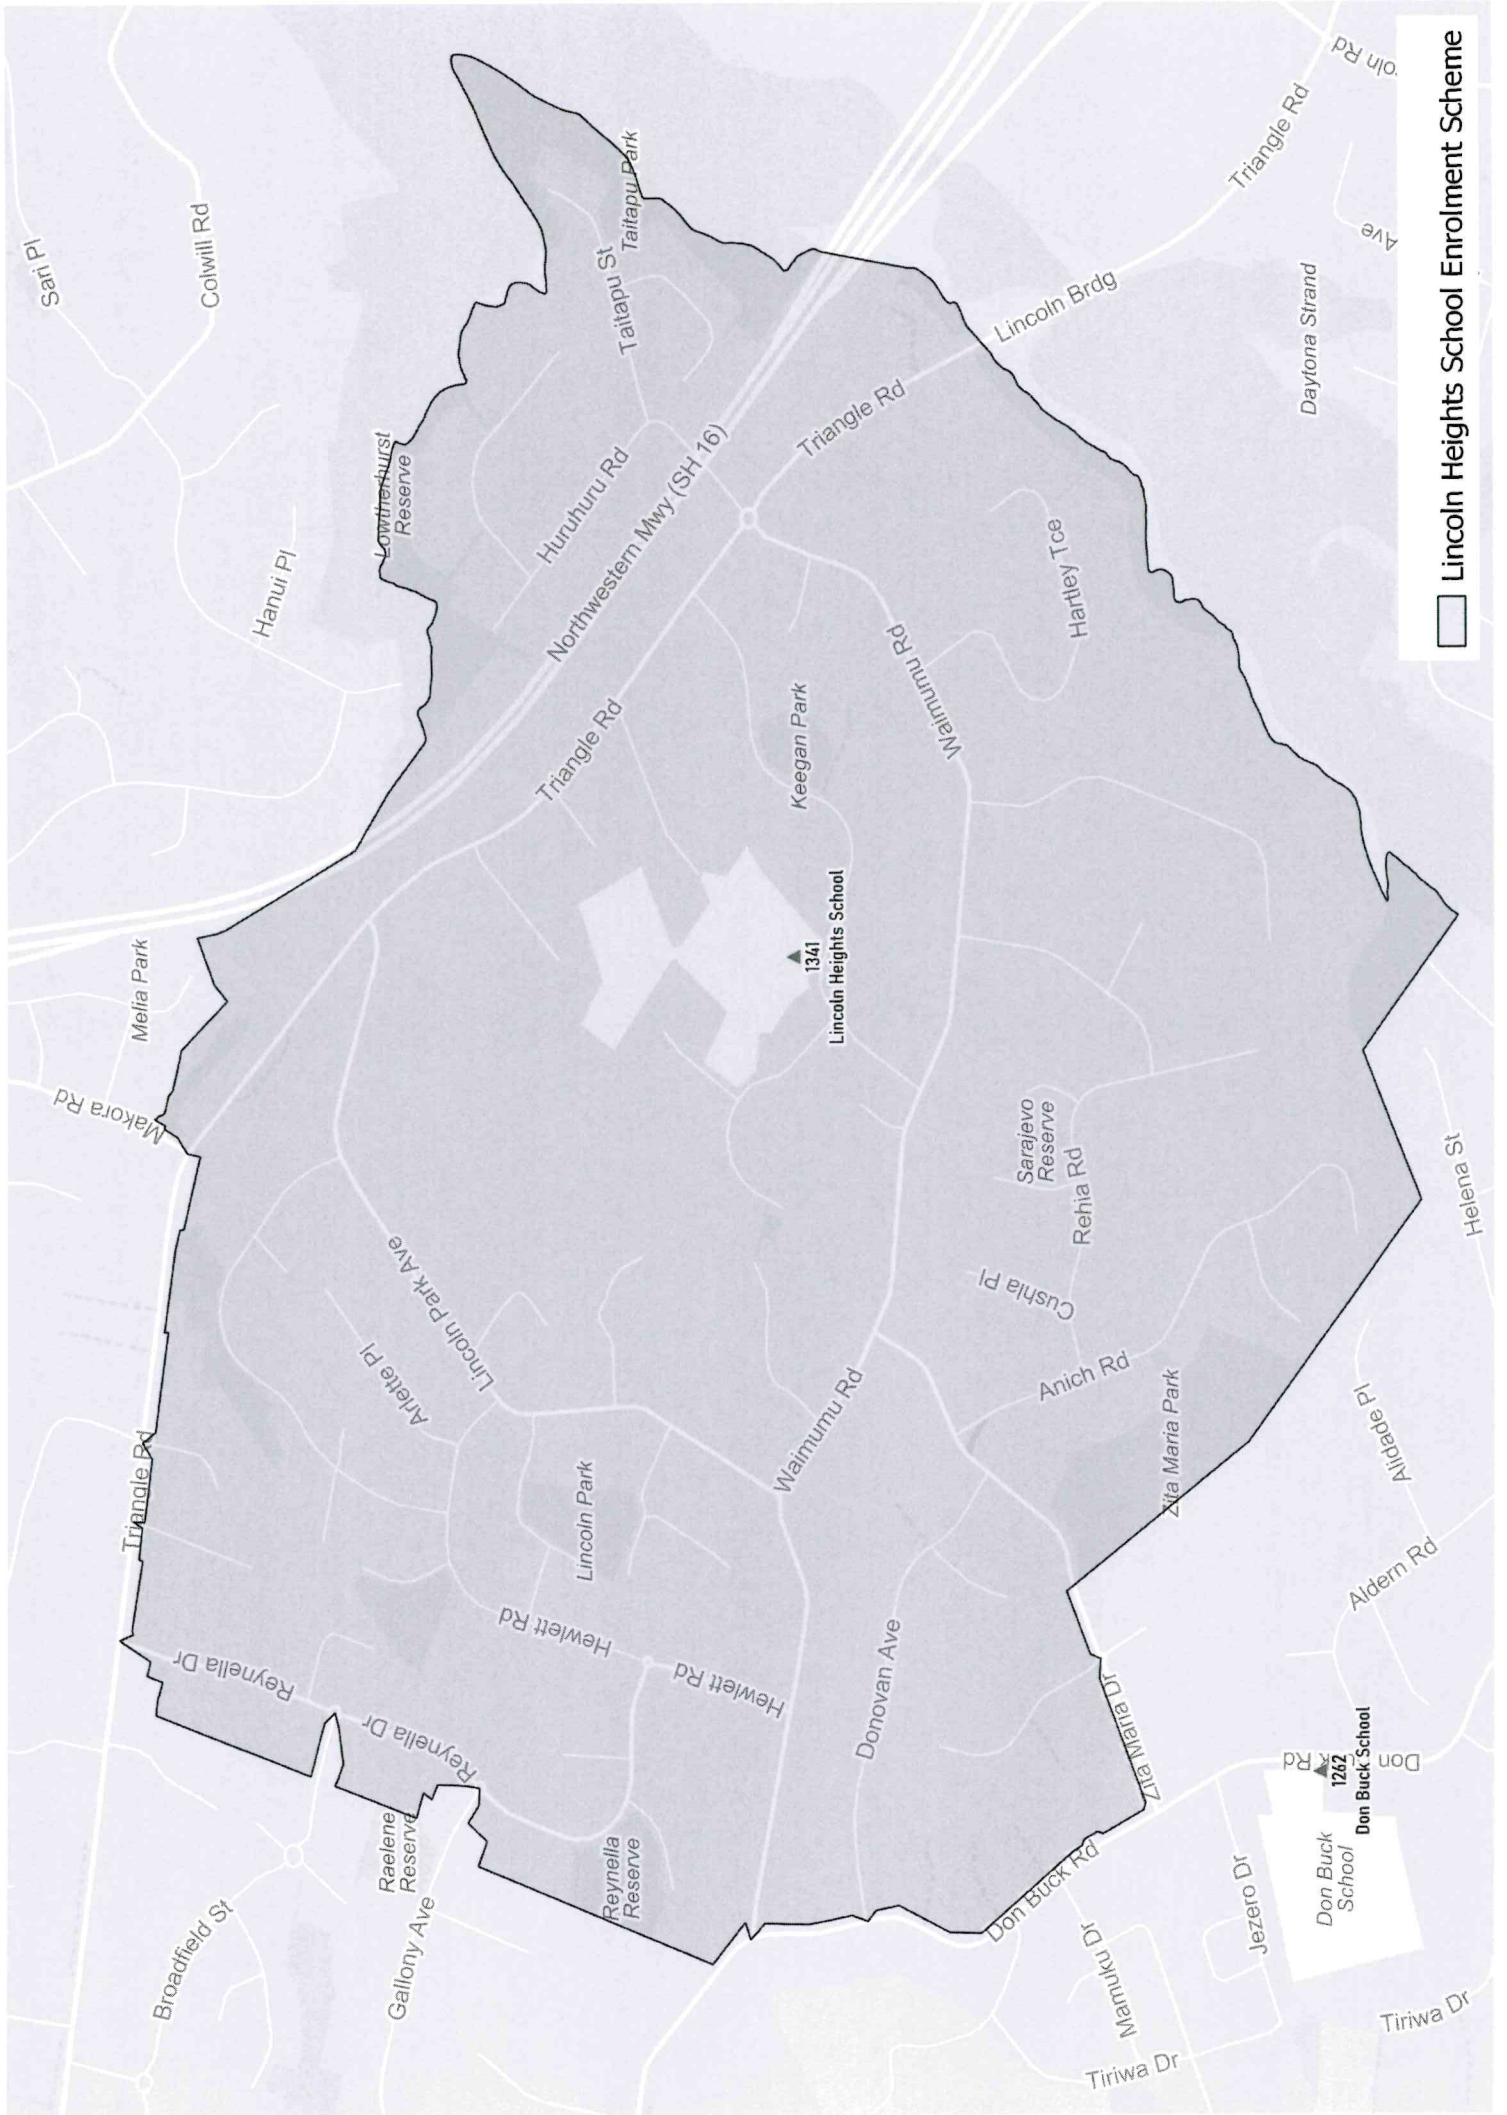 Sari Pl
Makora Rd
Triangle Rd
Melia Park
Broadfield St
Colwill Rd
Reynella Dr
Hanui Pl
Raelene
Reserve
Gallony Ave
Reynella Dr
Arlette Pl
Lincoln Park Ave
Lowtherhurst
Reserve
Hewlett Rd
Lincoln Park
Triangle Rd
Huruhuru Rd
Northwestern Mwy (SH 16)
Taitapu St
Taitapu Park
Reynella
Reserve
Hewlett Rd
Waimumu Rd
Keegan Park
1341
Lincoln Heights School
Triangle Rd
Donovan Ave
Waimumu Rd
Don Buck Rd
Cushla Pl
Sarajevo
Reserve
Rehia Rd
Hartley Tce
Lincoln Brdg
Anich Rd
Mamuku Dr
Zita Maria Dr
Zita Maria Park
Tiriwa Dr
Jezero Dr
Triangle Rd
Don Buck Rd
Don Buck
School
1262
Don Buck School
Daytona Strand
Aldern Rd
Alidade Pl
Ave
oln Rd
Tiriwa Dr
Helena St
Lincoln Heights School Enrolment Scheme